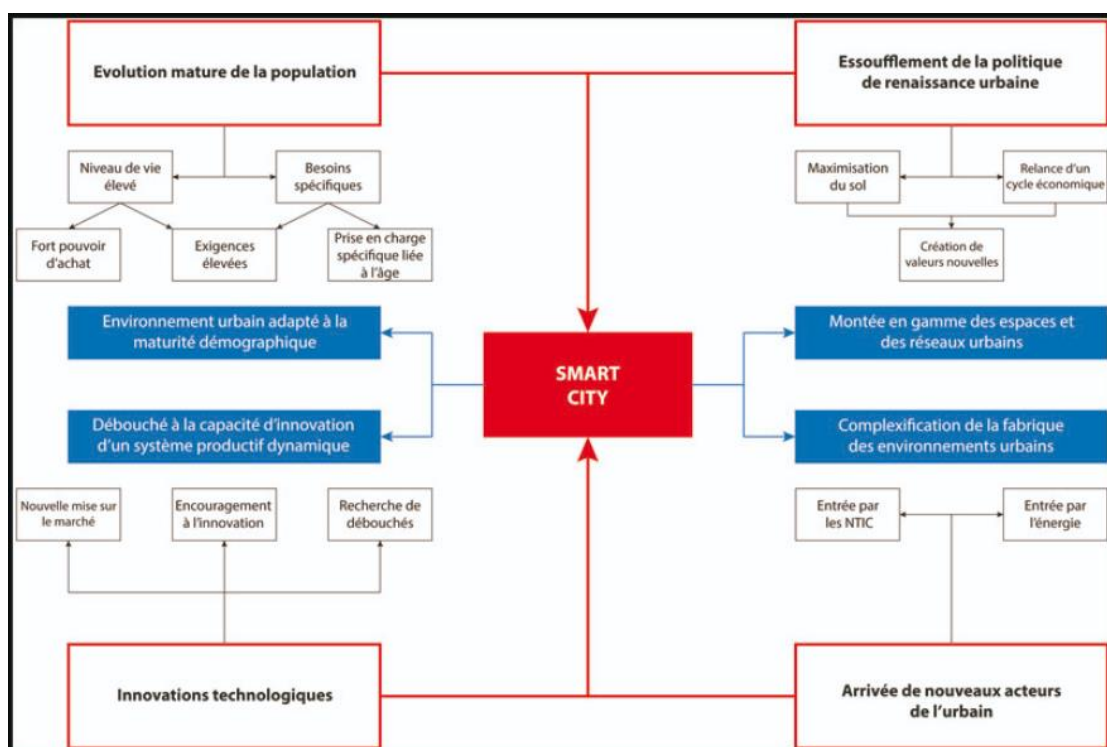 Evolution mature de la population
Essoufflement de la politique
de renaissance urbaine
Niveau de vie
élevé
Besoins
spécifiques
Maximisation
du sol
Relance d'un
cycle économique
Fort pouvoir
d'achat
Exigences
élevées
Prise en charge
spécifique liée
à l'âge
Création de
valeurs nouvelles
Environnement urbain adapté à la
maturité démographique
SMART
CITY
Montée en gamme des espaces et
des réseaux urbains
Débouché à la capacité d'innovation
d'un système productif dynamique
Complexification de la fabrique
des environnements urbains
Nouvelle mise sur
le marché
Encouragement
à l'innovation
Recherche de
débouchés
Entrée par
les NTIC
Entrée par
l'énergie
Innovations technologiques
Arrivée de nouveaux acteurs
de l'urbain